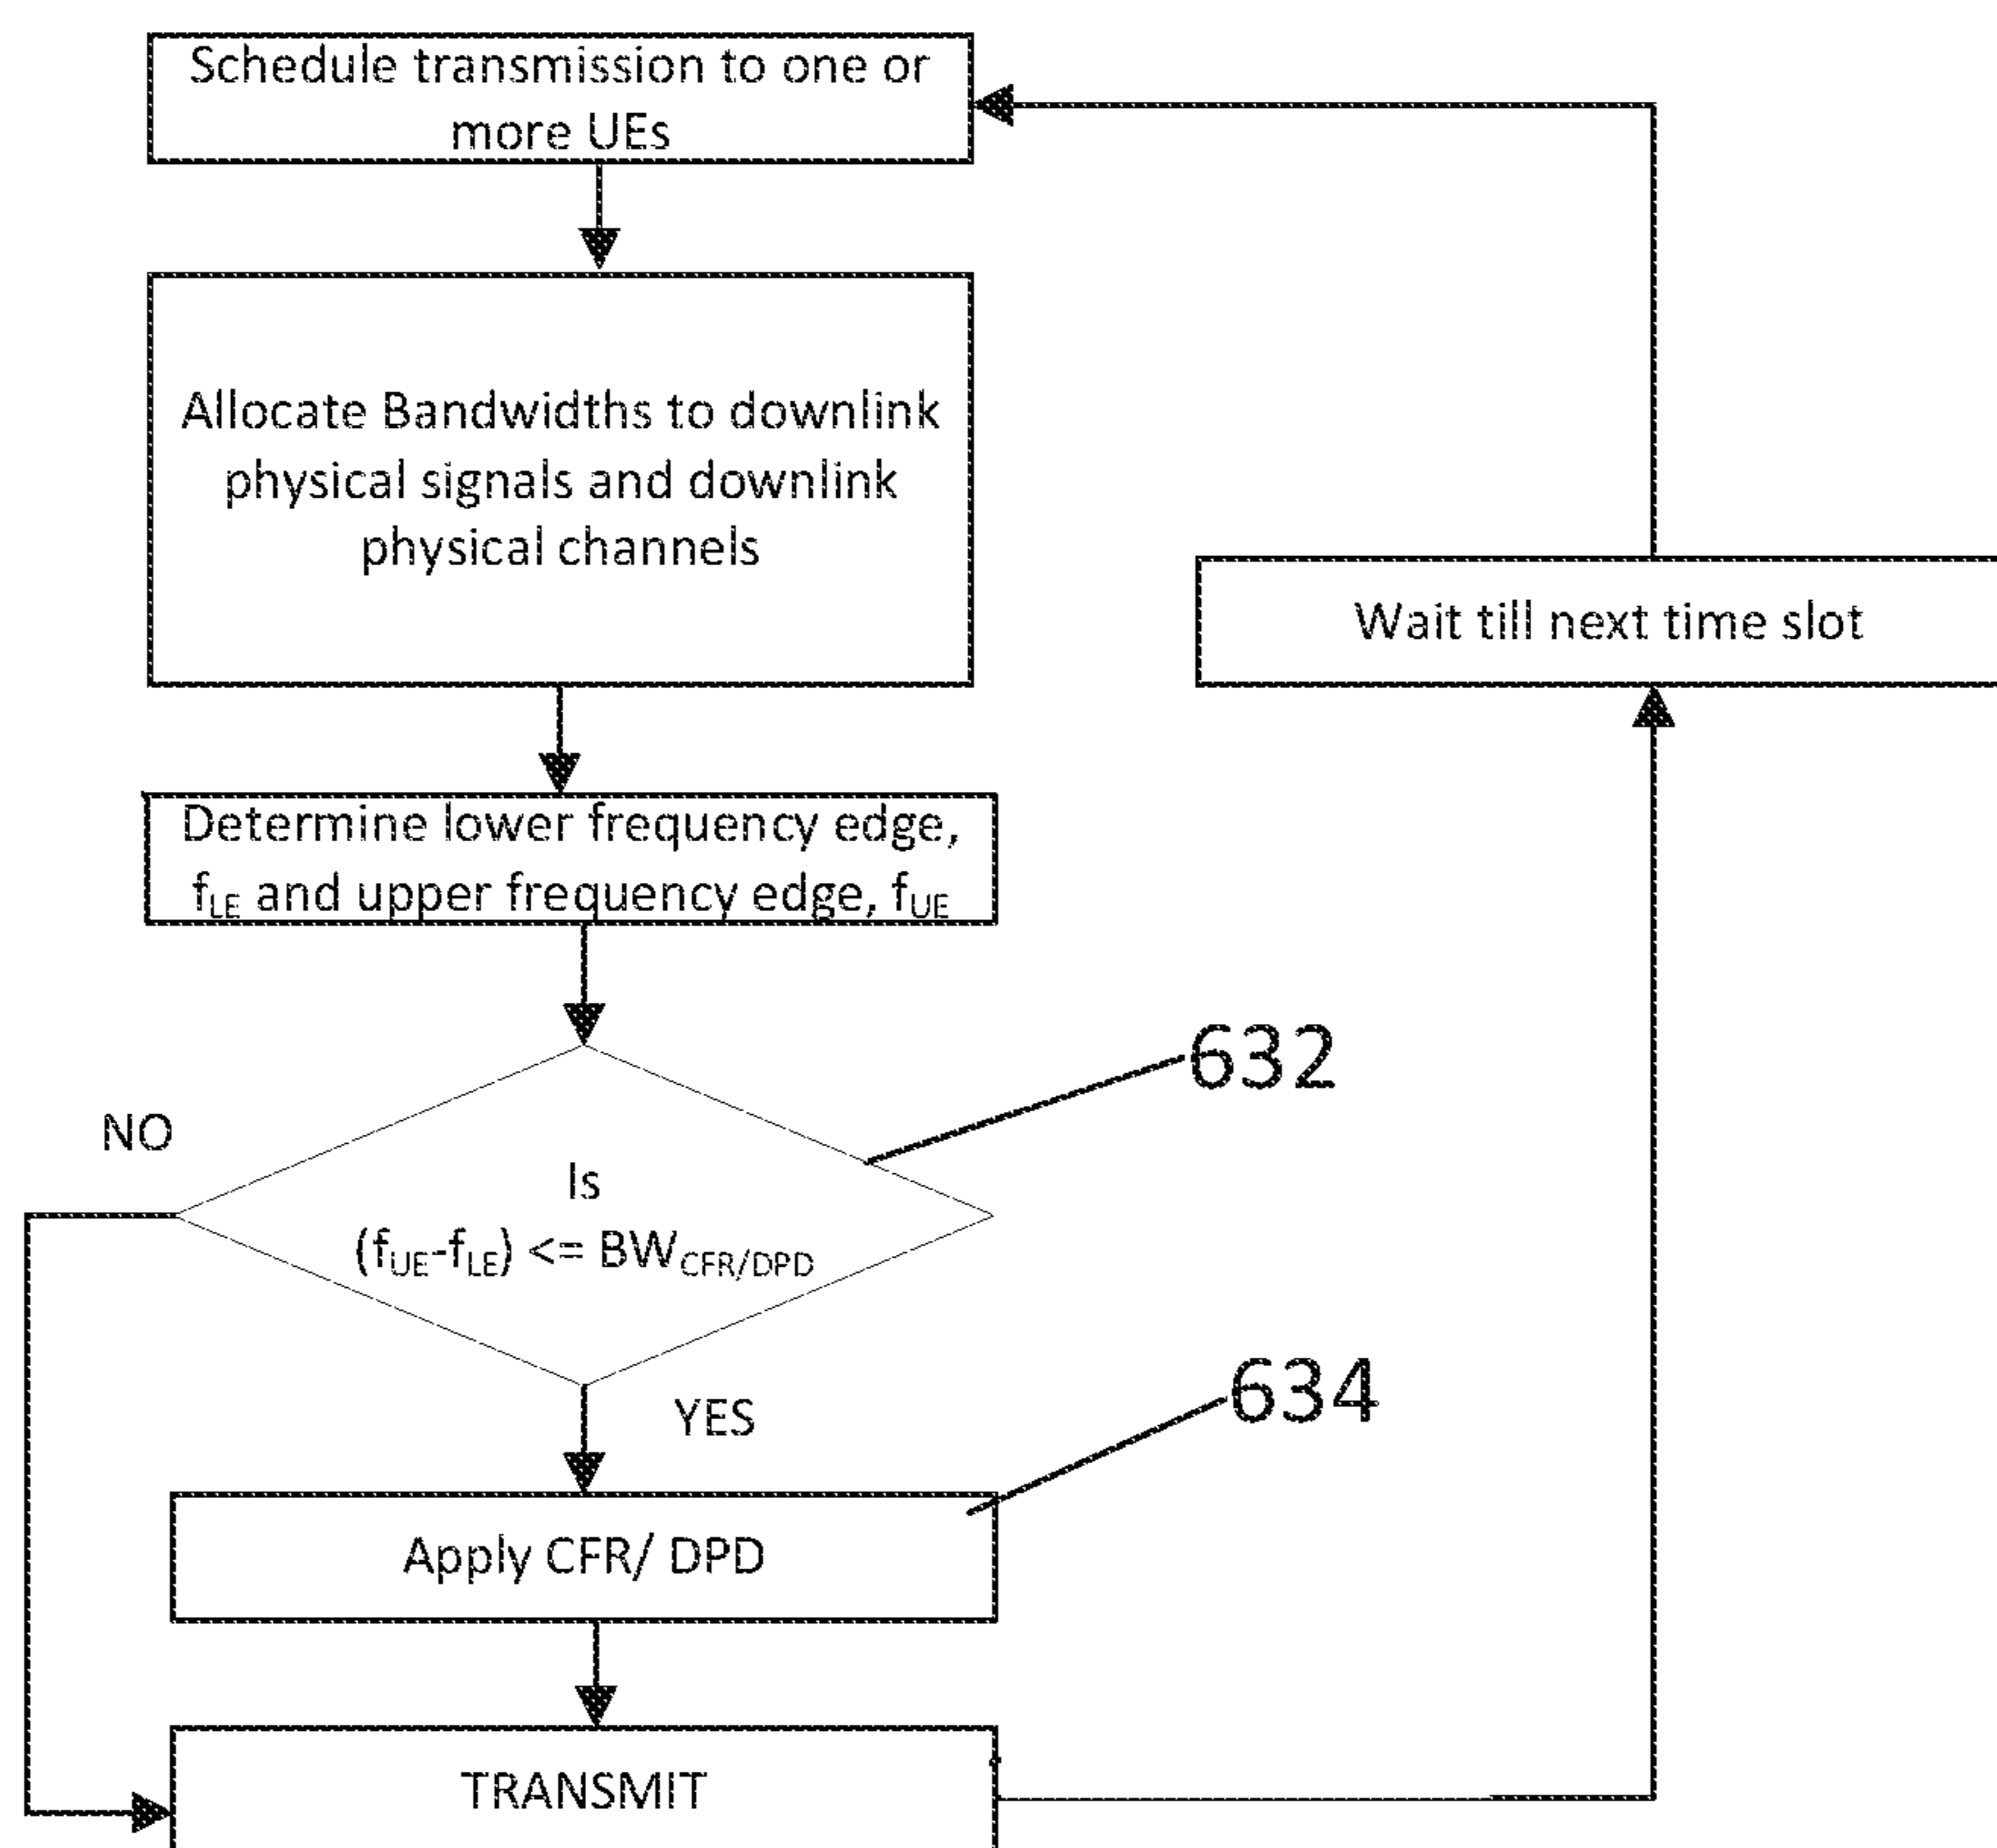 Schedule transmission to one or
more UEs
Allocate Bandwidths to downlink
physical signals and downlink
physical channels
Wait till next time slot
Determine lower frequency edge,
fLE and upper frequency edge, fUE
632
NO
Is
(fUE-fLE) <= BWCFR/DPD
634
YES
Apply CFR/ DPD
TRANSMIT